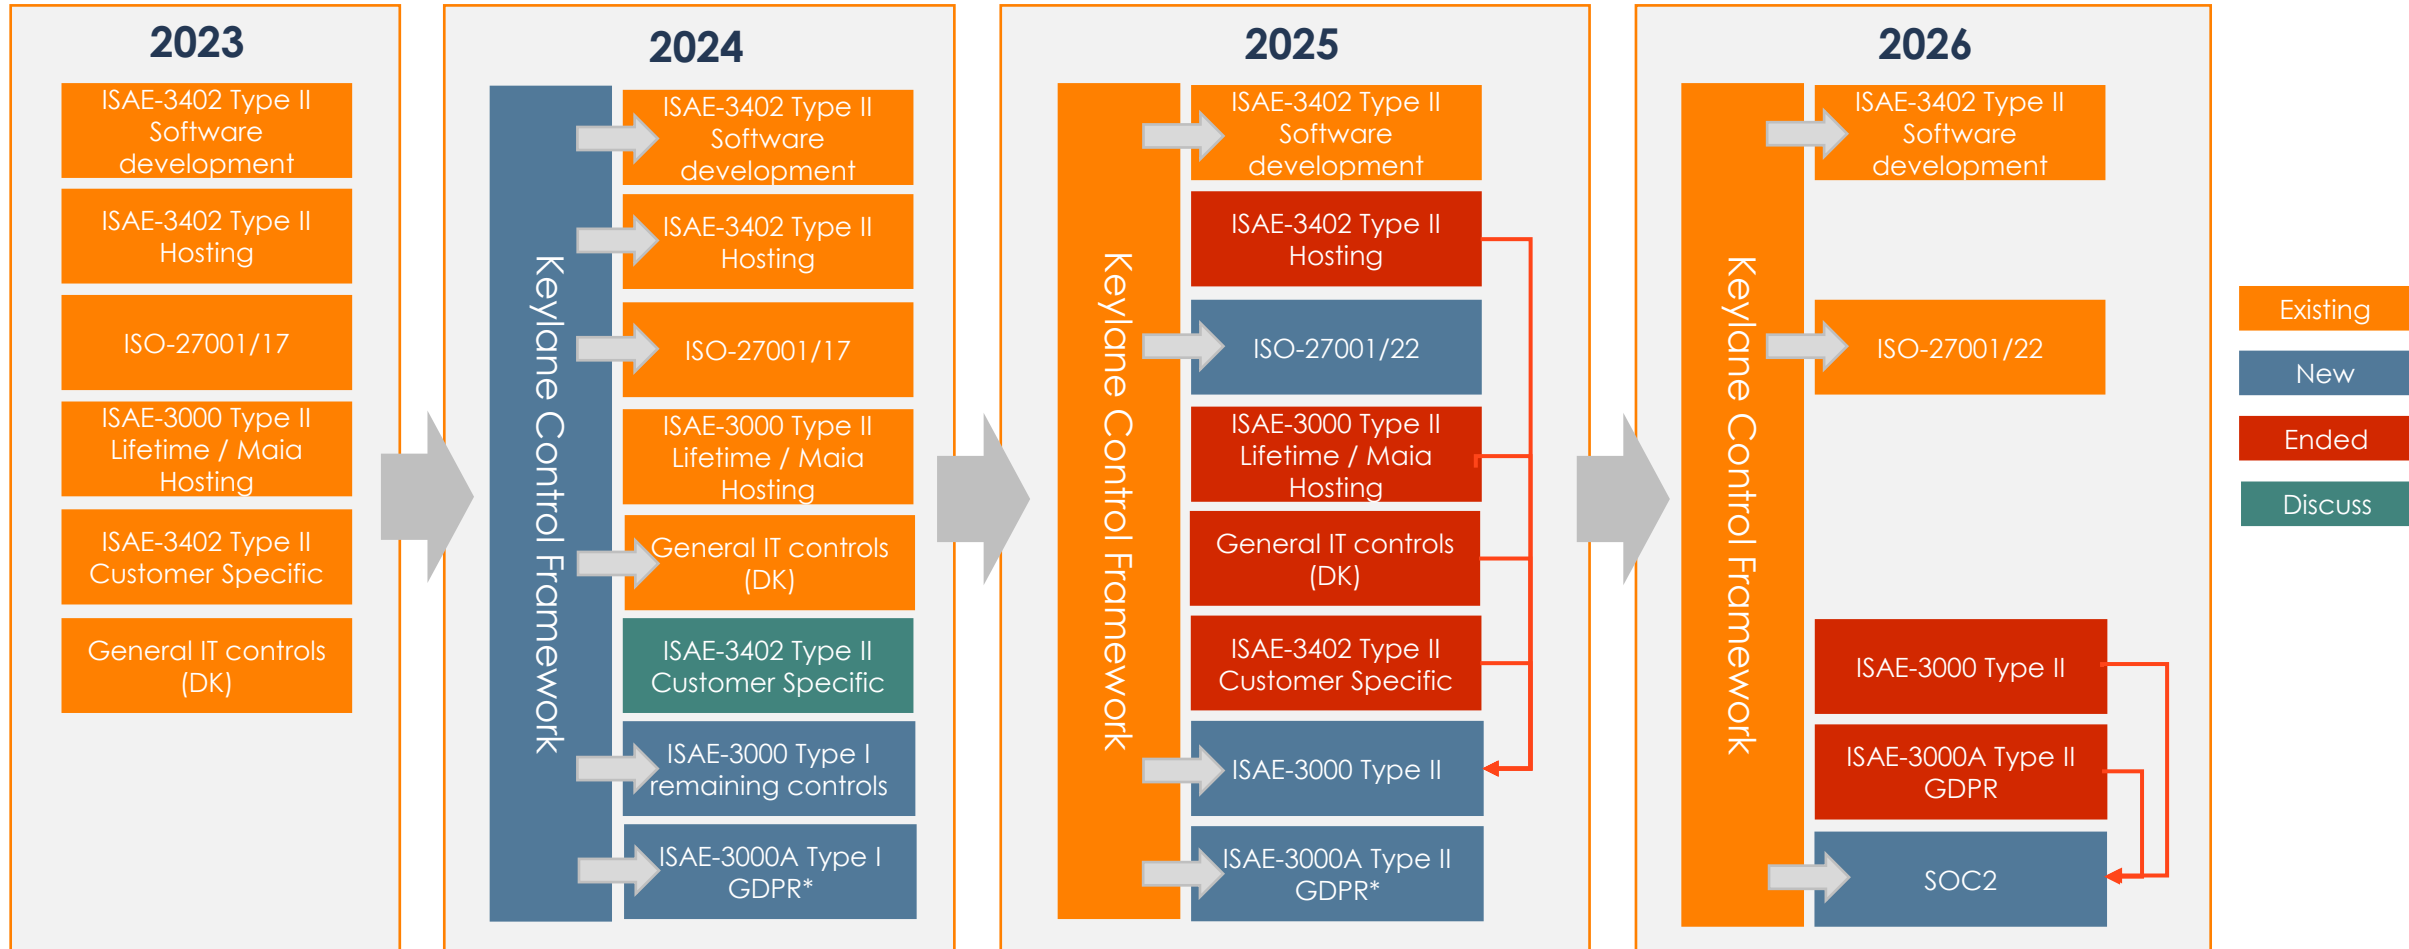 2023
ISAE-3402 Type II
Software
development
ISAE-3402 Type II
Hosting
ISO-27001/17
ISAE-3000 Type II
Lifetime / Maia
Hosting
ISAE-3402 Type II
Customer Specific
General IT controls
(DK)
2024
Keylane Control Framework
ISAE-3402 Type II
Software
development
ISAE-3402 Type II
Hosting
ISO-27001/17
ISAE-3000 Type II
Lifetime / Maia
Hosting
General IT controls
(DK)
ISAE-3402 Type II
Customer Specific
ISAE-3000 Type I
remaining controls
ISAE-3000A Type I
GDPR*
2025
Keylane Control Framework
ISAE-3402 Type II
Software
development
ISAE-3402 Type II
Hosting
ISO-27001/22
ISAE-3000 Type II
Lifetime / Maia
Hosting
General IT controls
(DK)
ISAE-3402 Type II
Customer Specific
ISAE-3000 Type II
ISAE-3000A Type II
GDPR*
2026
Keylane Control Framework
ISAE-3402 Type II
Software
development
ISO-27001/22
ISAE-3000 Type II
ISAE-3000A Type II
GDPR
SOC2
Existing
New
Ended
Discuss